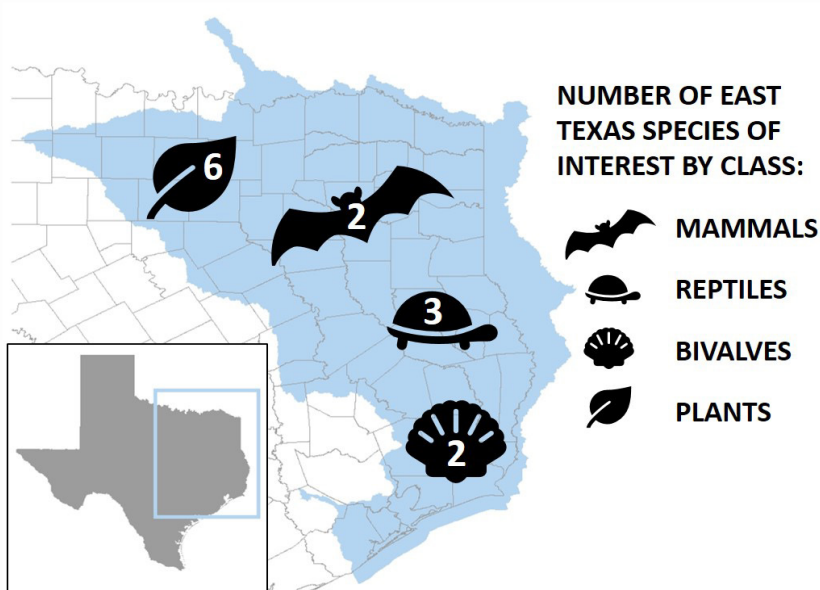 NUMBER OF EAST
TEXAS SPECIES OF
INTEREST BY CLASS:
6
2
MAMMALS
REPTILES
3
BIVALVES
PLANTS
2